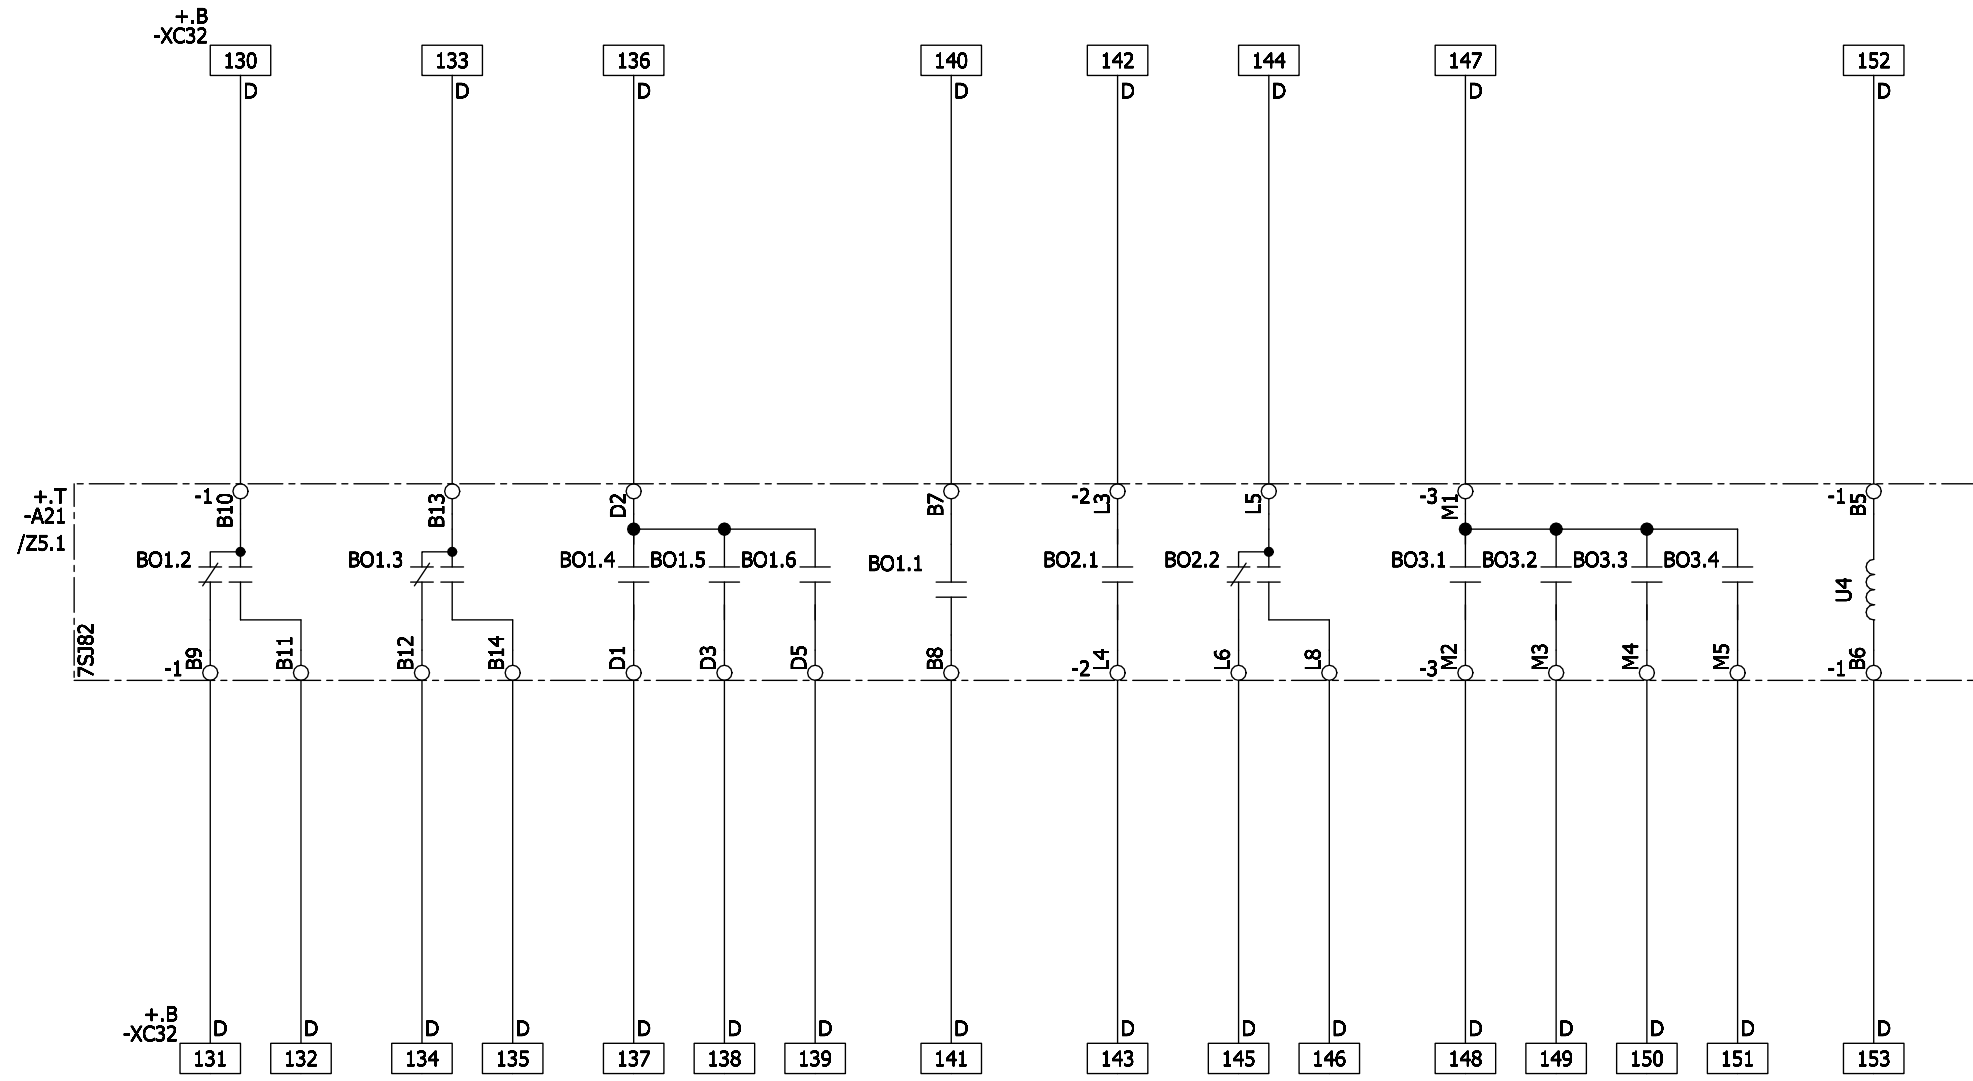 +.B
-XC32
130 133 136 140 142 144 147 152
D D D D D D D D
+.T
-A21
/Z5.1
-1 B10 B13 D2 B7 -2 L3 L5 -3 M1 -1 B5
BO1.2 BO1.3 BO1.4 BO1.5 BO1.6 BO1.1 BO2.1 BO2.2 BO3.1 BO3.2 BO3.3 BO3.4
U4
7SJ82
-1 B9 B11 B12 B14 D1 D3 D5 B8 -2 L4 L6 L8 -3 M2 M3 M4 M5 -1 B6
+.B
-XC32
D D D D D D D D D D D D D D D D
131 132 134 135 137 138 139 141 143 145 146 148 149 150 151 153